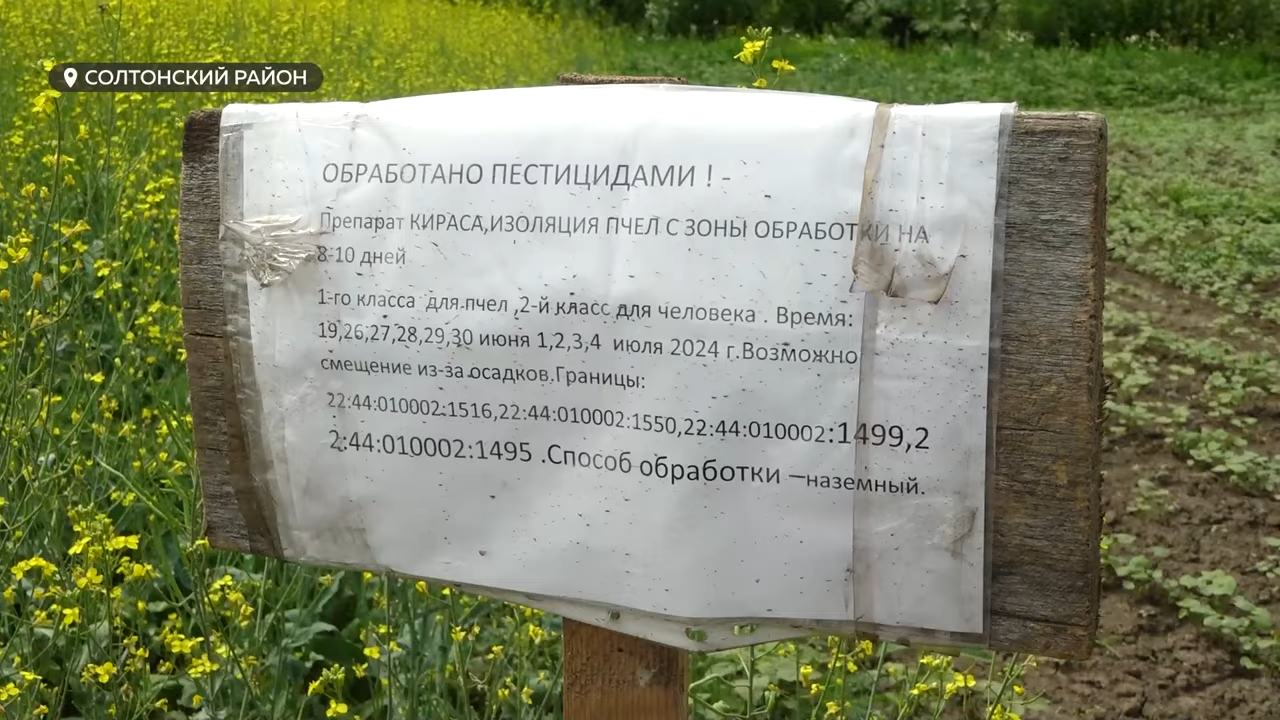 СОЛТОНСКИЙ РАЙОН
ОБРАБОТАНО ПЕСТИЦИДАМИ ! -
Препарат КИРАСА,ИЗОЛЯЦИЯ ПЧЕЛ С ЗОНЫ ОБРАБОТКИ НА
8-10 дней
1-го класса для пчел ,2-й класс для человека . Время:
19,26,27,28,29,30 июня 1,2,3,4 июля 2024 г.Возможно
смещение из-за осадков.Границы:
22:44:010002:1516,22:44:010002:1550,22:44:010002:1499,2
2:44:010002:1495 .Способ обработки –наземный.